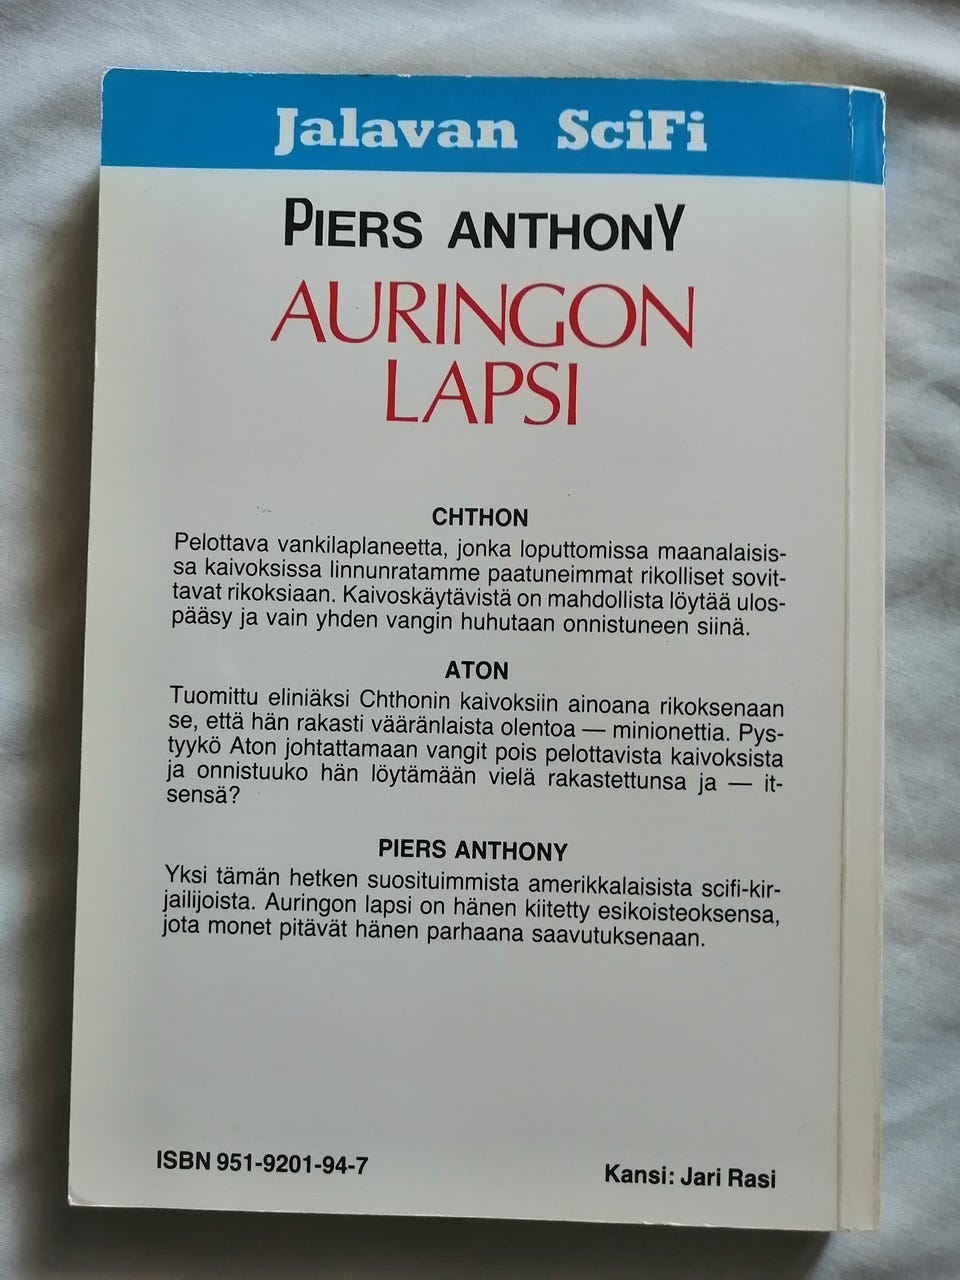 Jalavan SciFi
PIERS ANTHONY
AURINGON
LAPSI
CHTHON
Pelottava vankilaplaneetta, jonka loputtomissa maanalaisis-
sa kaivoksissa linnunratamme paatuneimmat rikolliset sovit-
tavat rikoksiaan. Kaivoskäytävistä on mahdollista löytää ulos-
pääsy ja vain yhden vangin huhutaan onnistuneen siinä.
ATON
Tuomittu eliniäksi Chthonin kaivoksiin ainoana rikoksenaan
se, että hän rakasti vääränlaista olentoa — minionettia. Pys-
tyykö Aton johtattamaan vangit pois pelottavista kaivoksista
ja onnistuuko hän löytämään vielä rakastettunsa ja — it-
sensä?
PIERS ANTHONY
Yksi tämän hetken suosituimmista amerikkalaisista scifi-kir-
jailijoista. Auringon lapsi on hänen kiitetty esikoisteoksensa,
jota monet pitävät hänen parhaana saavutuksenaan.
ISBN 951-9201-94-7
Kansi: Jari Rasi